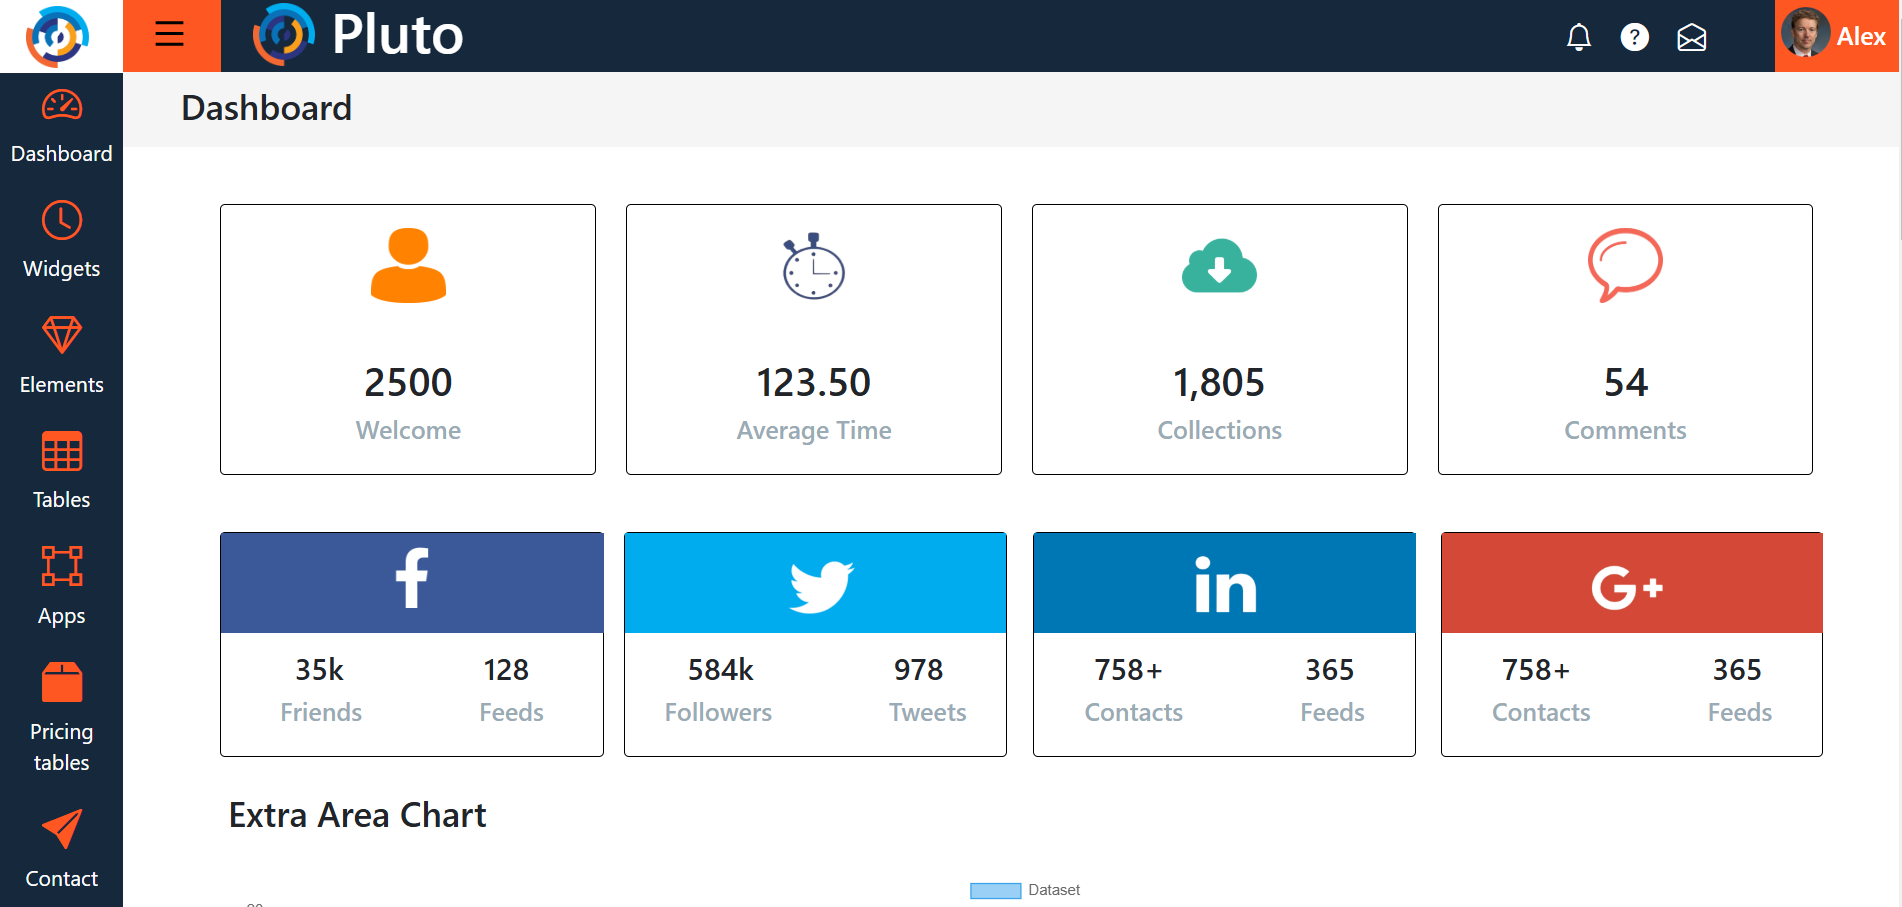 Pluto
Alex
Dashboard
Dashboard
Widgets
Elements
Tables
Apps
Pricing
tables
Contact
2500
Welcome
123.50
Average Time
1,805
Collections
54
Comments
f
35k 128
Friends Feeds
584k 978
Followers Tweets
in
758+ 365
Contacts Feeds
G+
758+ 365
Contacts Feeds
Extra Area Chart
Dataset